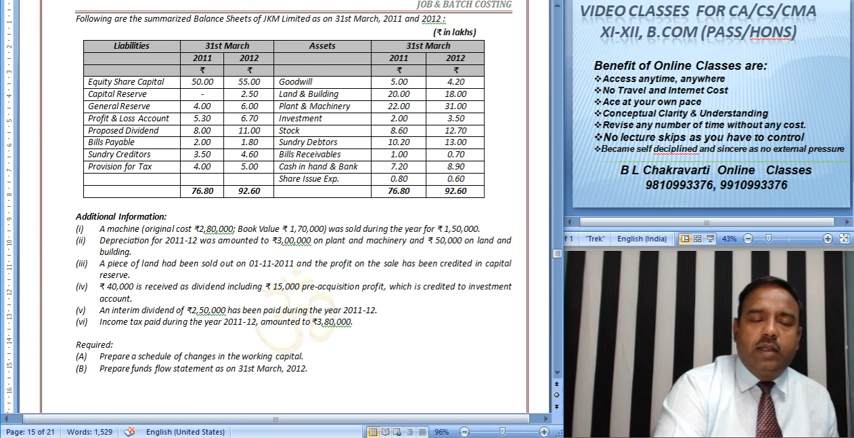 JOB & BATCH COSTING
Following are the summarized Balance Sheets of JKM Limited as on 31st March, 2011 and 2012 :
(₹ in lakhs)
Liabilities 31st March Assets 31st March
2011 2012 2011 2012
₹ ₹ ₹ ₹
Equity Share Capital 50.00 55.00 Goodwill 5.00 4.20
Capital Reserve - 2.50 Land & Building 20.00 18.00
General Reserve 4.00 6.00 Plant & Machinery 22.00 31.00
Profit & Loss Account 5.30 6.70 Investment 2.00 3.50
Proposed Dividend 8.00 11.00 Stock 8.60 12.70
Bills Payable 2.00 1.80 Sundry Debtors 10.20 13.00
Sundry Creditors 3.50 4.60 Bills Receivables 1.00 0.70
Provision for Tax 4.00 5.00 Cash in hand & Bank 7.20 8.90
Share Issue Exp. 0.80 0.60
76.80 92.60 76.80 92.60
Additional Information:
(i) A machine (original cost ₹2,80,000; Book Value ₹ 1,70,000) was sold during the year for ₹ 1,50,000.
(ii) Depreciation for 2011-12 was amounted to ₹3,00,000 on plant and machinery and ₹ 50,000 on land and
building.
(iii) A piece of land had been sold out on 01-11-2011 and the profit on the sale has been credited in capital
reserve.
(iv) ₹ 40,000 is received as dividend including ₹ 15,000 pre-acquisition profit, which is credited to investment
account.
(v) An interim dividend of ₹2,50,000 has been paid during the year 2011-12.
(vi) Income tax paid during the year 2011-12, amounted to ₹3,80,000.
Required:
(A) Prepare a schedule of changes in the working capital.
(B) Prepare funds flow statement as on 31st March, 2012.
Page: 15 of 21 Words: 1,529 English (United States) 96%
VIDEO CLASSES FOR CA/CS/CMA
XI-XII, B.COM (PASS/HONS)
Benefit of Online Classes are:
❖Access anytime, anywhere
❖No Travel and Internet Cost
❖Ace at your own pace
❖Conceptual Clarity & Understanding
❖Revise any number of time without any cost.
❖No lecture skips as you have to control
❖Became self deciplined and sincere as no external pressure
B L Chakravarti Online Classes
9810993376, 9910993376
f 1 "Trek" English (India) 43%